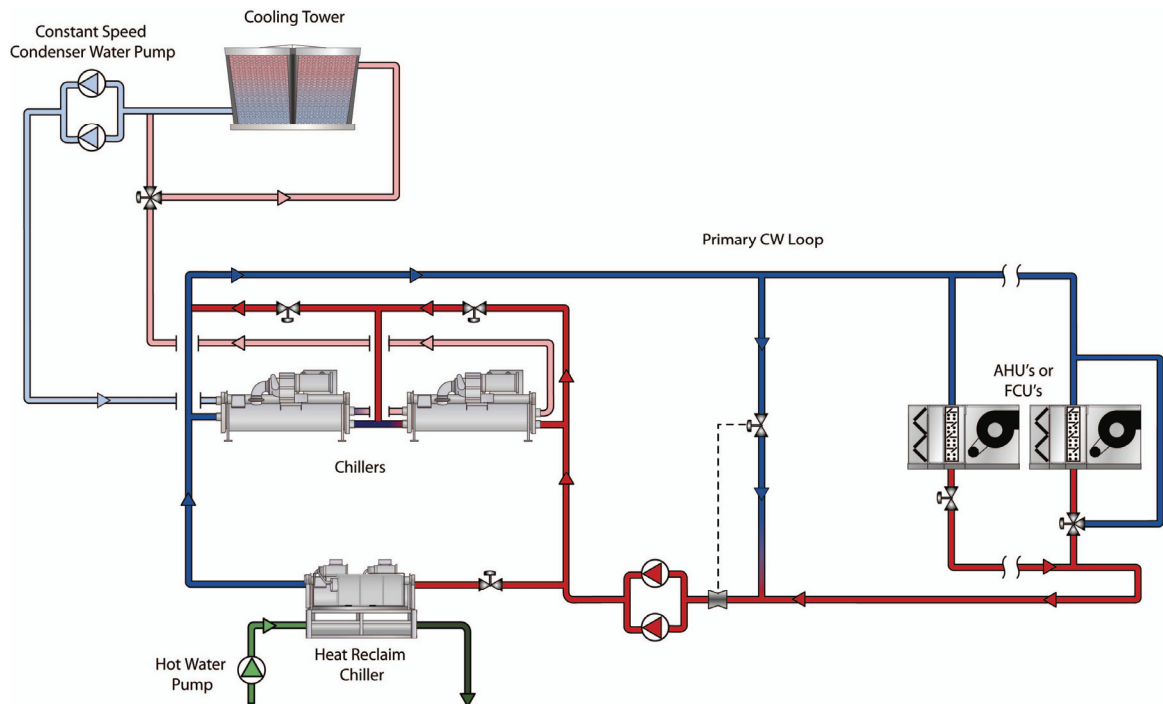 Cooling Tower
Constant Speed
Condenser Water Pump
Primary CW Loop
AHU's or
FCU's
Chillers
Heat Reclaim
Chiller
Hot Water
Pump